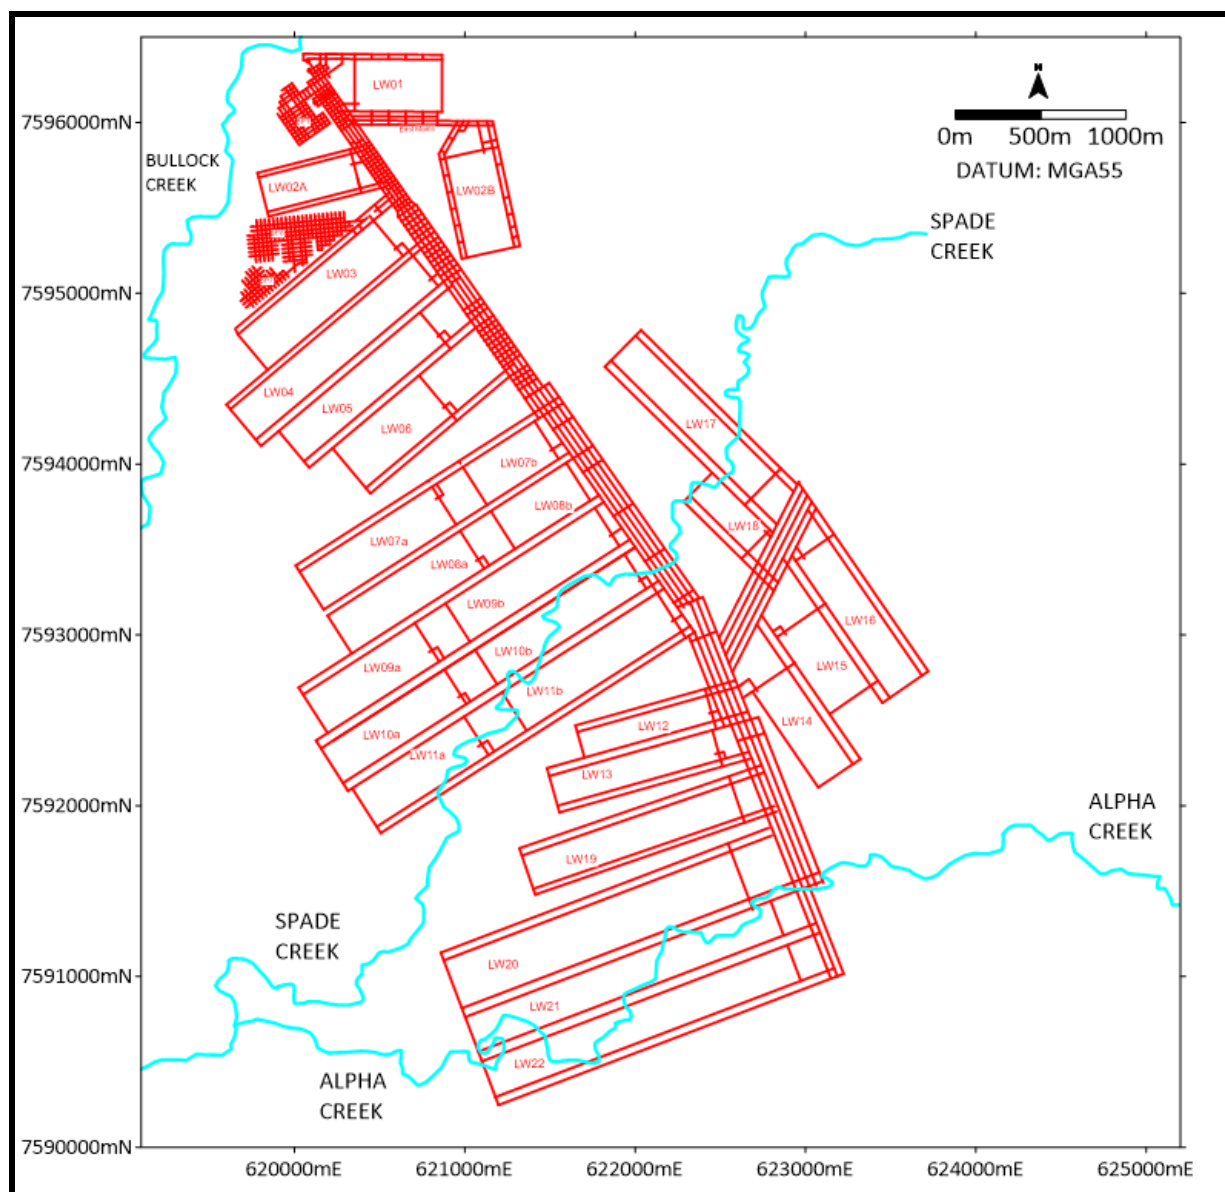 N
0m 500m 1000m
DATUM: MGA55
7596000mN
7595000mN
7594000mN
7593000mN
7592000mN
7591000mN
7590000mN
620000mE 621000mE 622000mE 623000mE 624000mE 625000mE
BULLOCK
CREEK
SPADE
CREEK
ALPHA
CREEK
SPADE
CREEK
ALPHA
CREEK
LW01
LW02A
LW02B
LW03
LW04
LW05
LW06
LW07b
LW07a
LW08b
LW08a
LW09b
LW09a
LW10b
LW10a
LW11b
LW11a
LW12
LW13
LW14
LW15
LW16
LW17
LW18
LW19
LW20
LW21
LW22